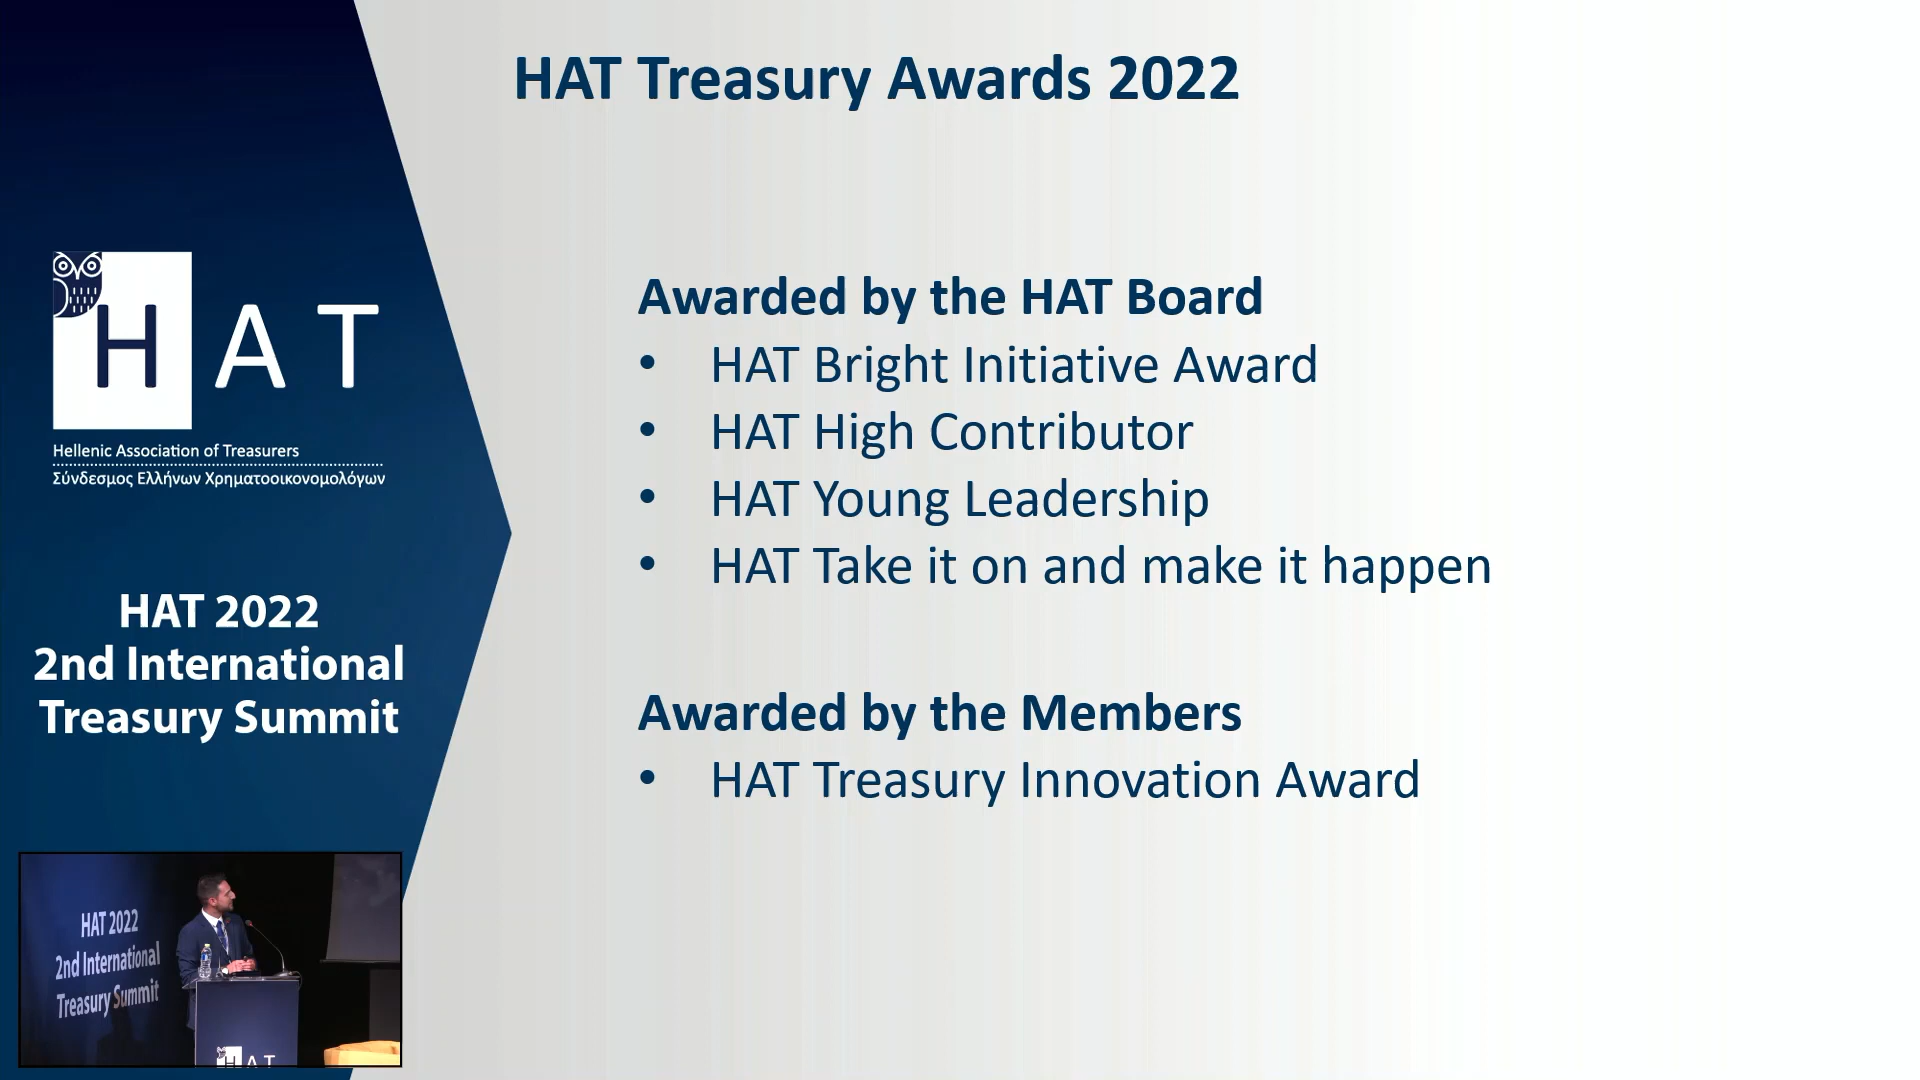 HAT Treasury Awards 2022
H A T
Hellenic Association of Treasurers
Σύνδεσμος Ελλήνων Χρηματοοικονομολόγων
HAT 2022
2nd International
Treasury Summit
Awarded by the HAT Board
• HAT Bright Initiative Award
• HAT High Contributor
• HAT Young Leadership
• HAT Take it on and make it happen
Awarded by the Members
• HAT Treasury Innovation Award
HAT 2022
2nd International
Treasury Summit
H A T